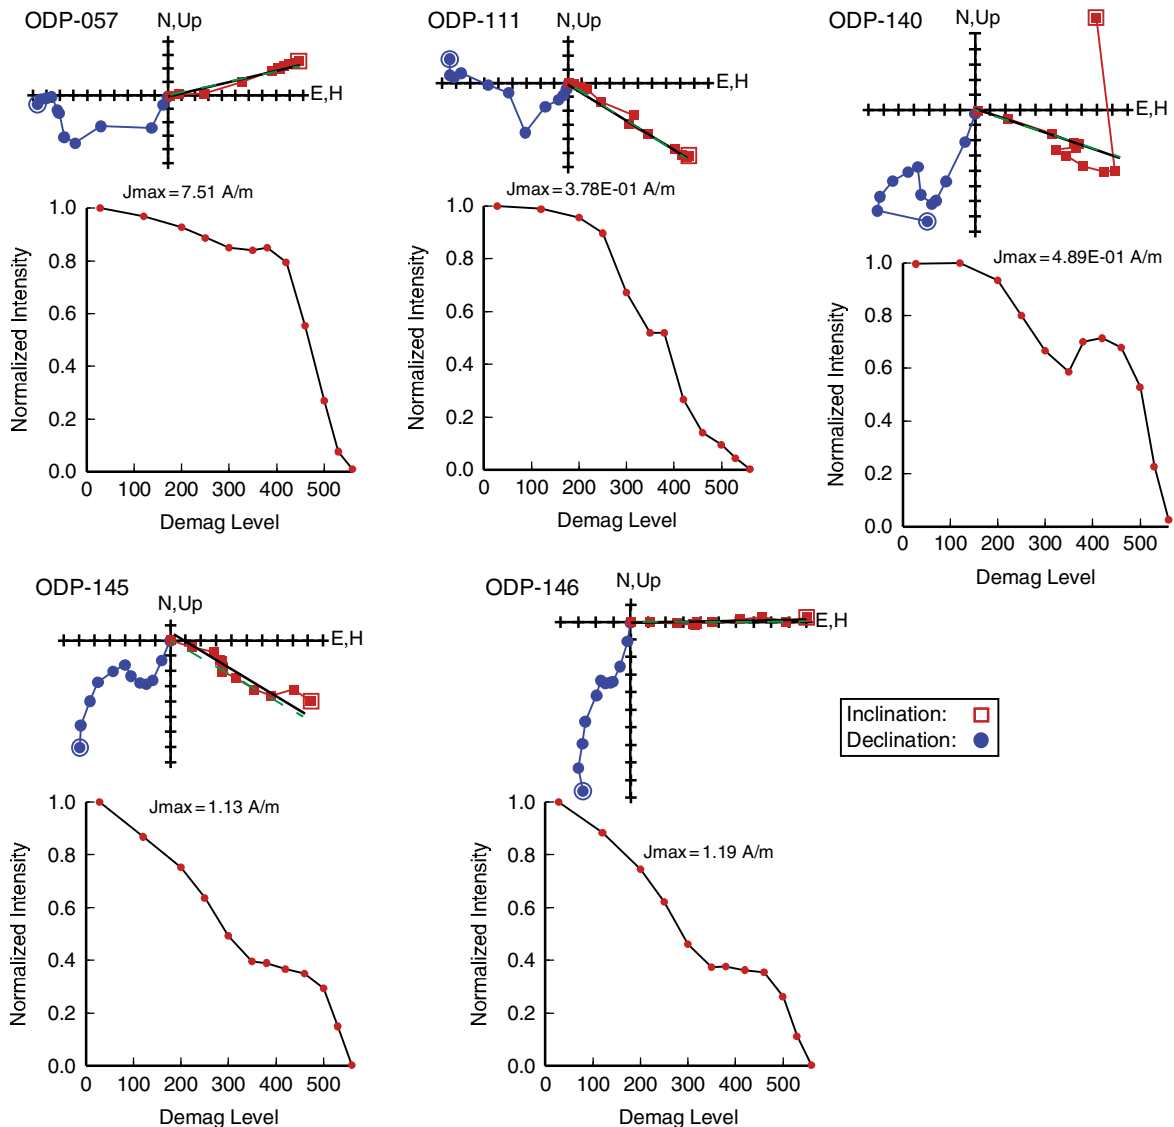 ODP-057
N,Up
E,H
Jmax=7.51 A/m
Normalized Intensity
1.0
0.8
0.6
0.4
0.2
0.0
0 100 200 300 400 500
Demag Level
ODP-111
N,Up
E,H
Jmax=3.78E-01 A/m
Normalized Intensity
1.0
0.8
0.6
0.4
0.2
0.0
0 100 200 300 400 500
Demag Level
ODP-140
N,Up
E,H
Jmax=4.89E-01 A/m
Normalized Intensity
1.0
0.8
0.6
0.4
0.2
0.0
0 100 200 300 400 500
Demag Level
ODP-145
N,Up
E,H
Jmax=1.13 A/m
Normalized Intensity
1.0
0.8
0.6
0.4
0.2
0.0
0 100 200 300 400 500
Demag Level
ODP-146
N,Up
E,H
Jmax=1.19 A/m
Normalized Intensity
1.0
0.8
0.6
0.4
0.2
0.0
0 100 200 300 400 500
Demag Level
Inclination:
Declination: